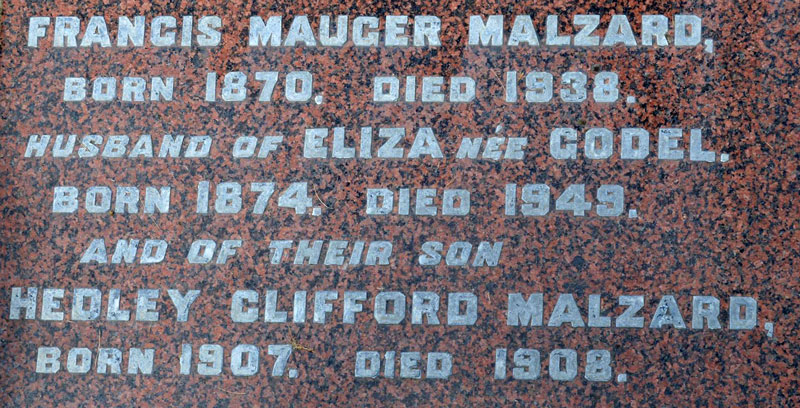 FRANCIS MAUGER MALZARD,
BORN 1870. DIED 1938.
HUSBAND OF ELIZA NÉE GODEL.
BORN 1874. DIED 1949.
AND OF THEIR SON
HEDLEY CLIFFORD MALZARD,
BORN 1907. DIED 1908.